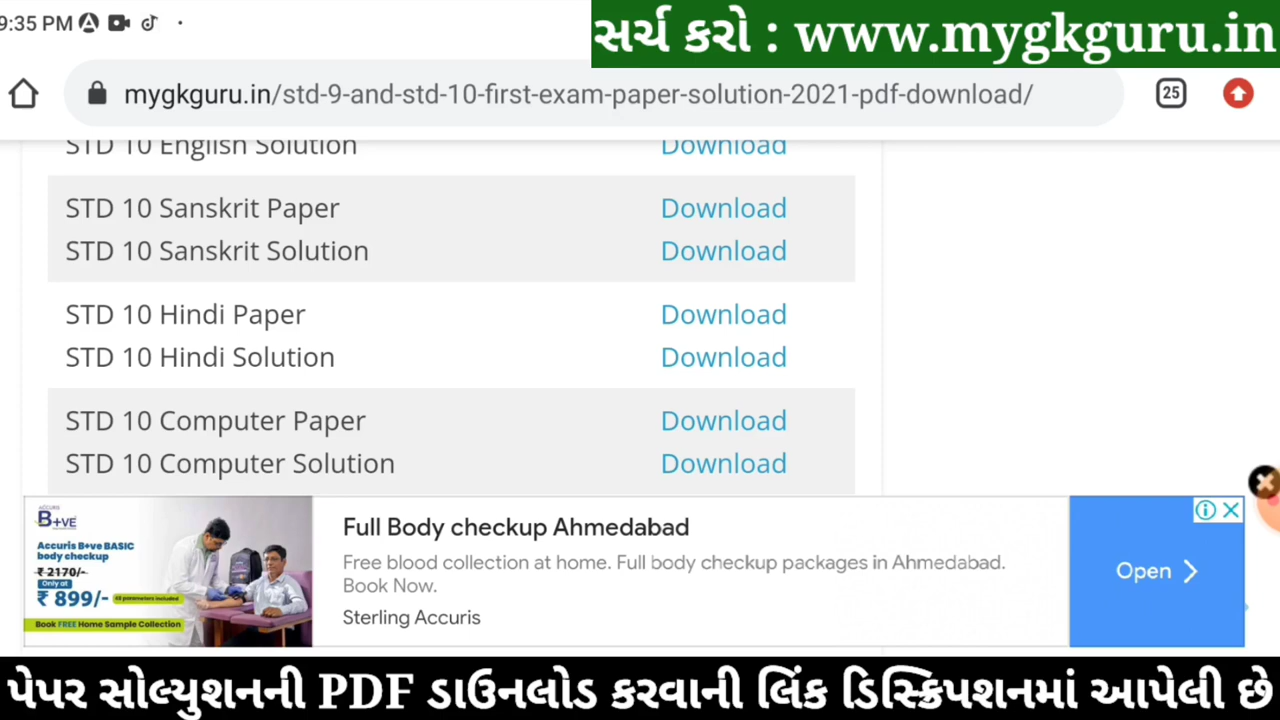 9:35 PM
સર્ચ કરો : www.mygkguru.in
mygkguru.in/std-9-and-std-10-first-exam-paper-solution-2021-pdf-download/
25
STD 10 English Solution Download
STD 10 Sanskrit Paper Download
STD 10 Sanskrit Solution Download
STD 10 Hindi Paper Download
STD 10 Hindi Solution Download
STD 10 Computer Paper Download
STD 10 Computer Solution Download
ACCURIS
B+VE
Accuris B+ve BASIC
body checkup
₹ 2170/-
Only at
₹ 899/-
Book FREE Home Sample Collection
Full Body checkup Ahmedabad
Free blood collection at home. Full body checkup packages in Ahmedabad.
Book Now.
Sterling Accuris
Open
પેપર સોલ્યુશનની PDF ડાઉનલોડ કરવાની લિંક ડિસ્ક્રિપશનમાં આપેલી છે